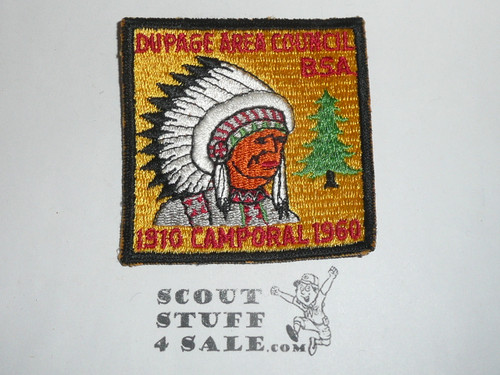 DUPAGE AREA COUNCIL
B.S.A.
1910 CAMPORAL 1960
SCOUT
STUFF
4 SALE.com